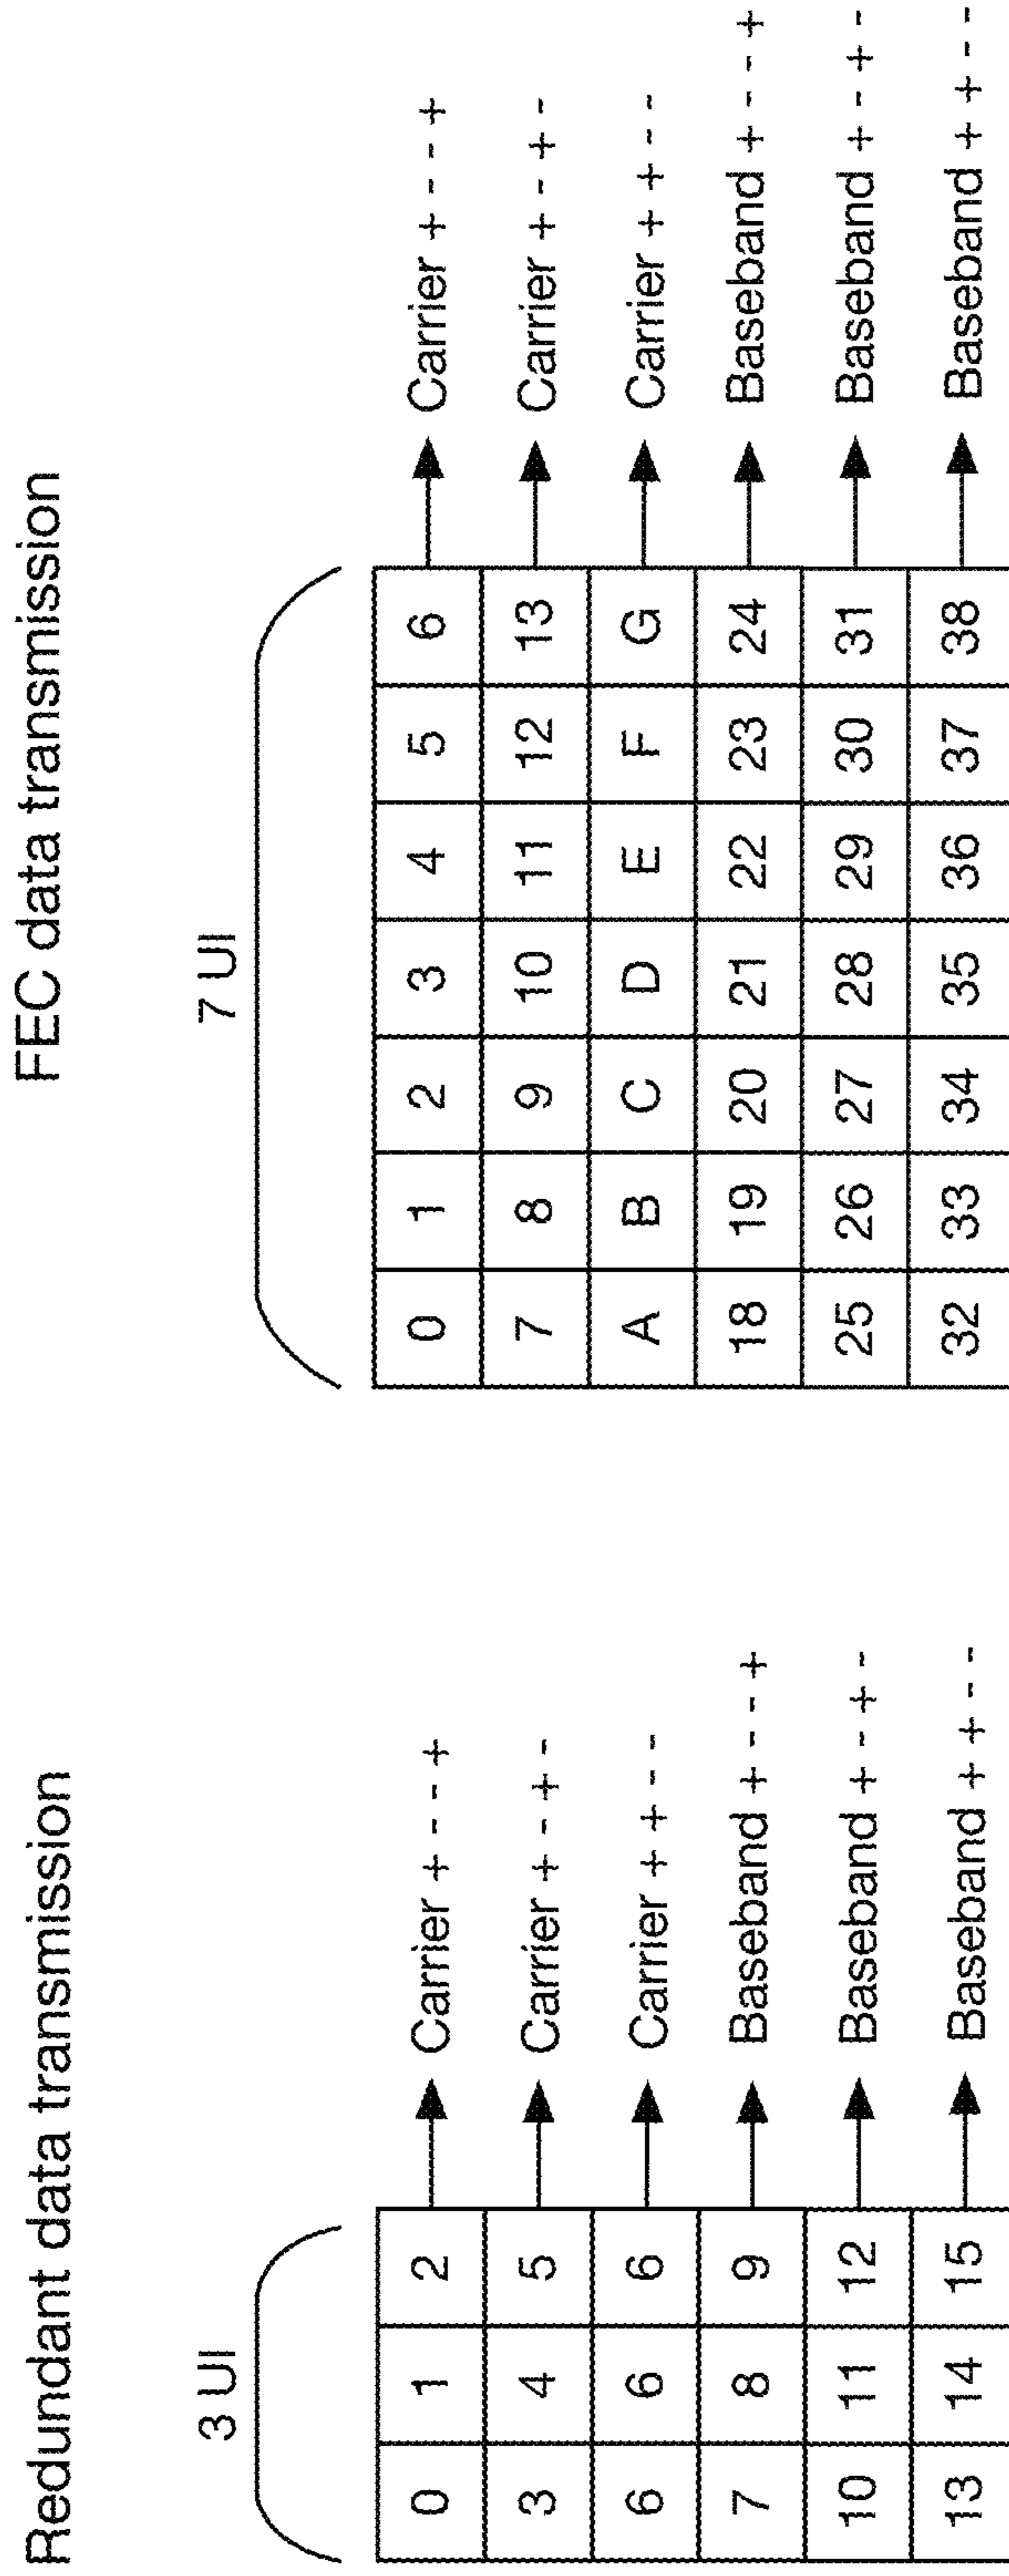 Redundant data transmission
3 UI
0 1 2 Carrier + - - +
3 4 5 Carrier + - + -
6 6 6 Carrier + + - -
7 8 9 Baseband + - - +
10 11 12 Baseband + - + -
13 14 15 Baseband + + - -
FEC data transmission
7 UI
0 1 2 3 4 5 6 Carrier + - - +
7 8 9 10 11 12 13 Carrier + - + -
A B C D E F G Carrier + + - -
18 19 20 21 22 23 24 Baseband + - - +
25 26 27 28 29 30 31 Baseband + - + -
32 33 34 35 36 37 38 Baseband + + - -